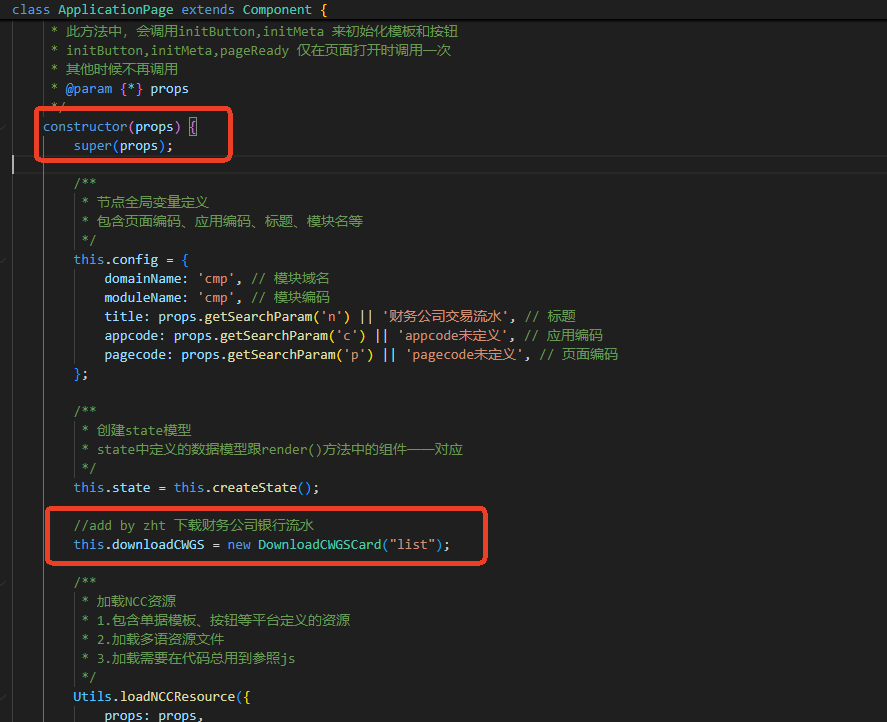 class ApplicationPage extends Component {
* 此方法中，会调用initButton,initMeta 来初始化模板和按钮
* initButton,initMeta,pageReady 仅在页面打开时调用一次
* 其他时候不再调用
* @param {*} props
*/
constructor(props) {
super(props);
/**
* 节点全局变量定义
* 包含页面编码、应用编码、标题、模块名等
*/
this.config = {
domainName: 'cmp', // 模块域名
moduleName: 'cmp', // 模块编码
title: props.getSearchParam('n') || '财务公司交易流水', // 标题
appcode: props.getSearchParam('c') || 'appcode未定义', // 应用编码
pagecode: props.getSearchParam('p') || 'pagecode未定义', // 页面编码
};
/**
* 创建state模型
* state中定义的数据模型跟render()方法中的组件一一对应
*/
this.state = this.createState();
//add by zht 下载财务公司银行流水
this.downloadCWGS = new DownloadCWGSCard("list");
/**
* 加载NCC资源
* 1.包含单据模板、按钮等平台定义的资源
* 2.加载多语资源文件
* 3.加载需要在代码总用到参照js
*/
Utils.loadNCCResource({
props: props,